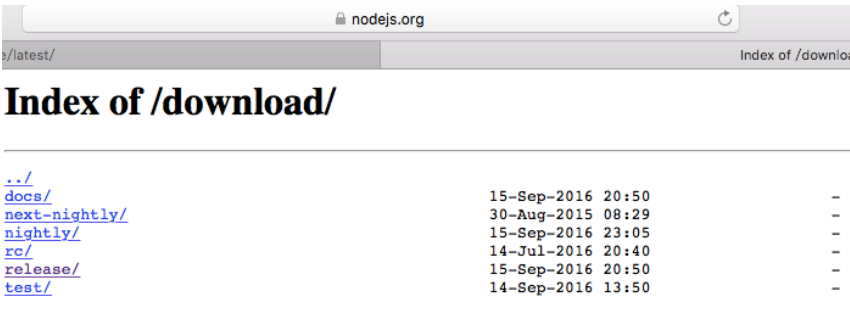 nodejs.org
e/latest/
Index of /downloa
Index of /download/
../
docs/ 15-Sep-2016 20:50 -
next-nightly/ 30-Aug-2015 08:29 -
nightly/ 15-Sep-2016 23:05 -
rc/ 14-Jul-2016 20:40 -
release/ 15-Sep-2016 20:50 -
test/ 14-Sep-2016 13:50 -